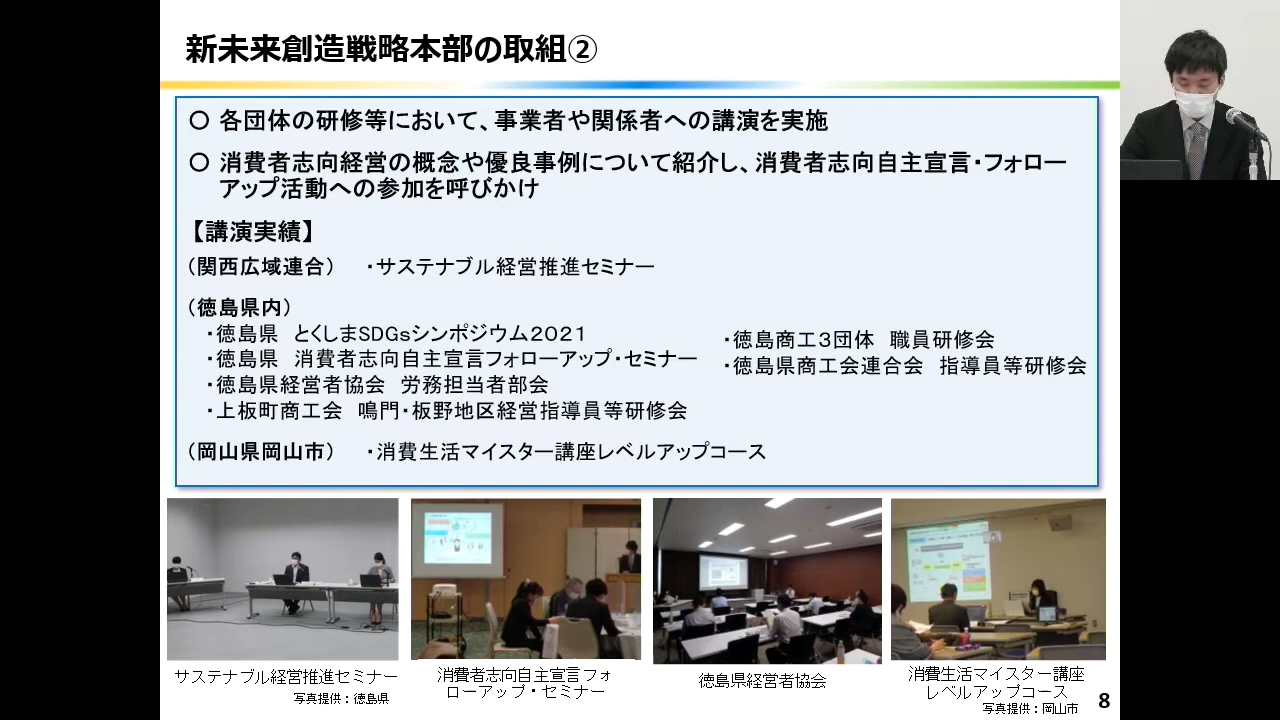 新未来創造戦略本部の取組②
○ 各団体の研修等において、事業者や関係者への講演を実施
○ 消費者志向経営の概念や優良事例について紹介し、消費者志向自主宣言・フォロー
アップ活動への参加を呼びかけ
【講演実績】
(関西広域連合) ・サステナブル経営推進セミナー
(徳島県内)
・徳島県 とくしまSDGsシンポジウム2021
・徳島県 消費者志向自主宣言フォローアップ・セミナー
・徳島県経営者協会 労務担当者部会
・上板町商工会 鳴門・板野地区経営指導員等研修会
・徳島商工3団体 職員研修会
・徳島県商工会連合会 指導員等研修会
(岡山県岡山市) ・消費生活マイスター講座レベルアップコース
サステナブル経営推進セミナー
写真提供:徳島県
消費者志向自主宣言フォ
ローアップ・セミナー
徳島県経営者協会
消費生活マイスター講座
レベルアップコース
写真提供:岡山市
8